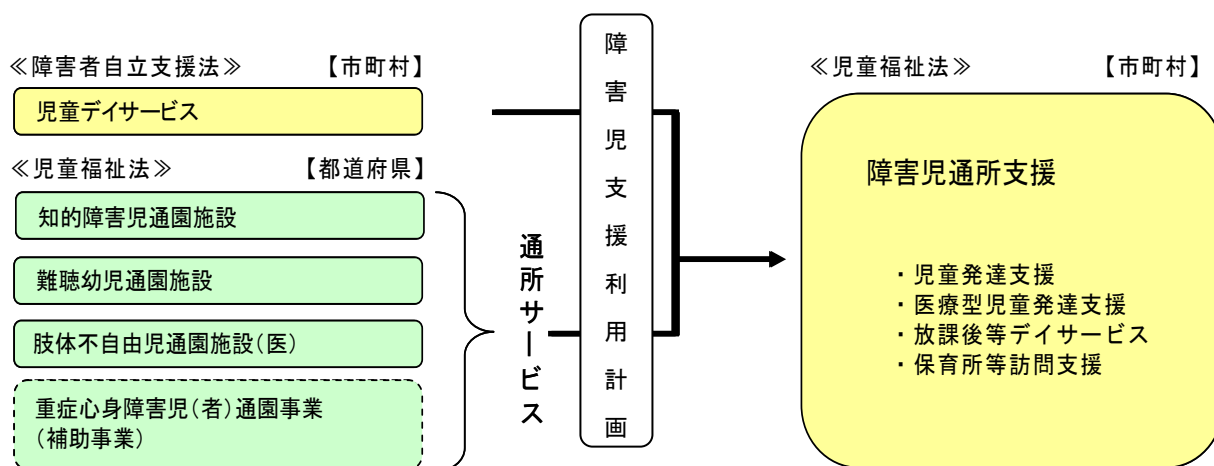 ≪障害者自立支援法≫ 【市町村】
児童デイサービス
≪児童福祉法≫ 【都道府県】
知的障害児通園施設
難聴幼児通園施設
肢体不自由児通園施設(医)
重症心身障害児(者)通園事業
(補助事業)
通所サービス
障害児支援利用計画
≪児童福祉法≫ 【市町村】
障害児通所支援
・児童発達支援
・医療型児童発達支援
・放課後等デイサービス
・保育所等訪問支援